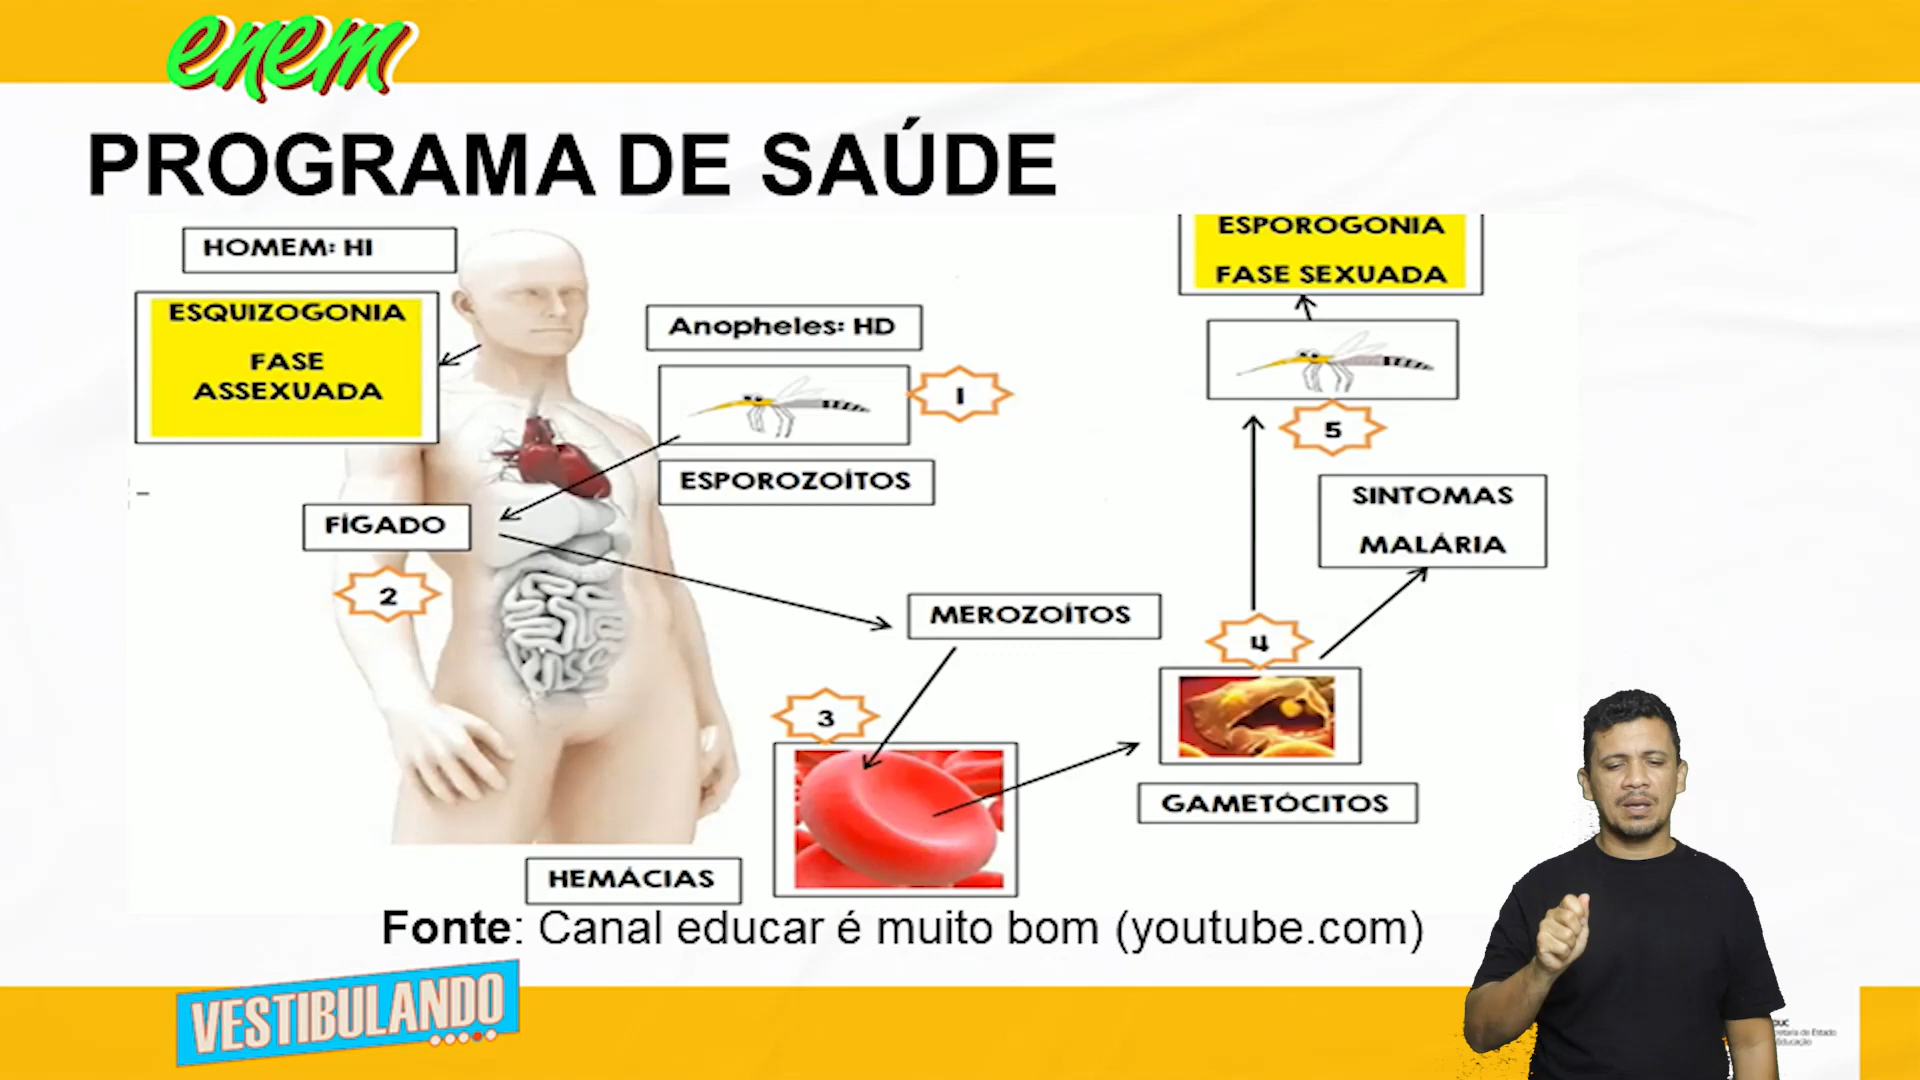 enem
PROGRAMA DE SAÚDE
HOMEM: HI
ESQUIZOGONIA
FASE
ASSEXUADA
Anopheles: HD
1
ESPOROZOÍTOS
FÍGADO
2
MEROZOÍTOS
3
HEMÁCIAS
4
GAMETÓCITOS
SINTOMAS
MALÁRIA
5
ESPOROGONIA
FASE SEXUADA
Fonte: Canal educar é muito bom (youtube.com)
VESTIBULANDO